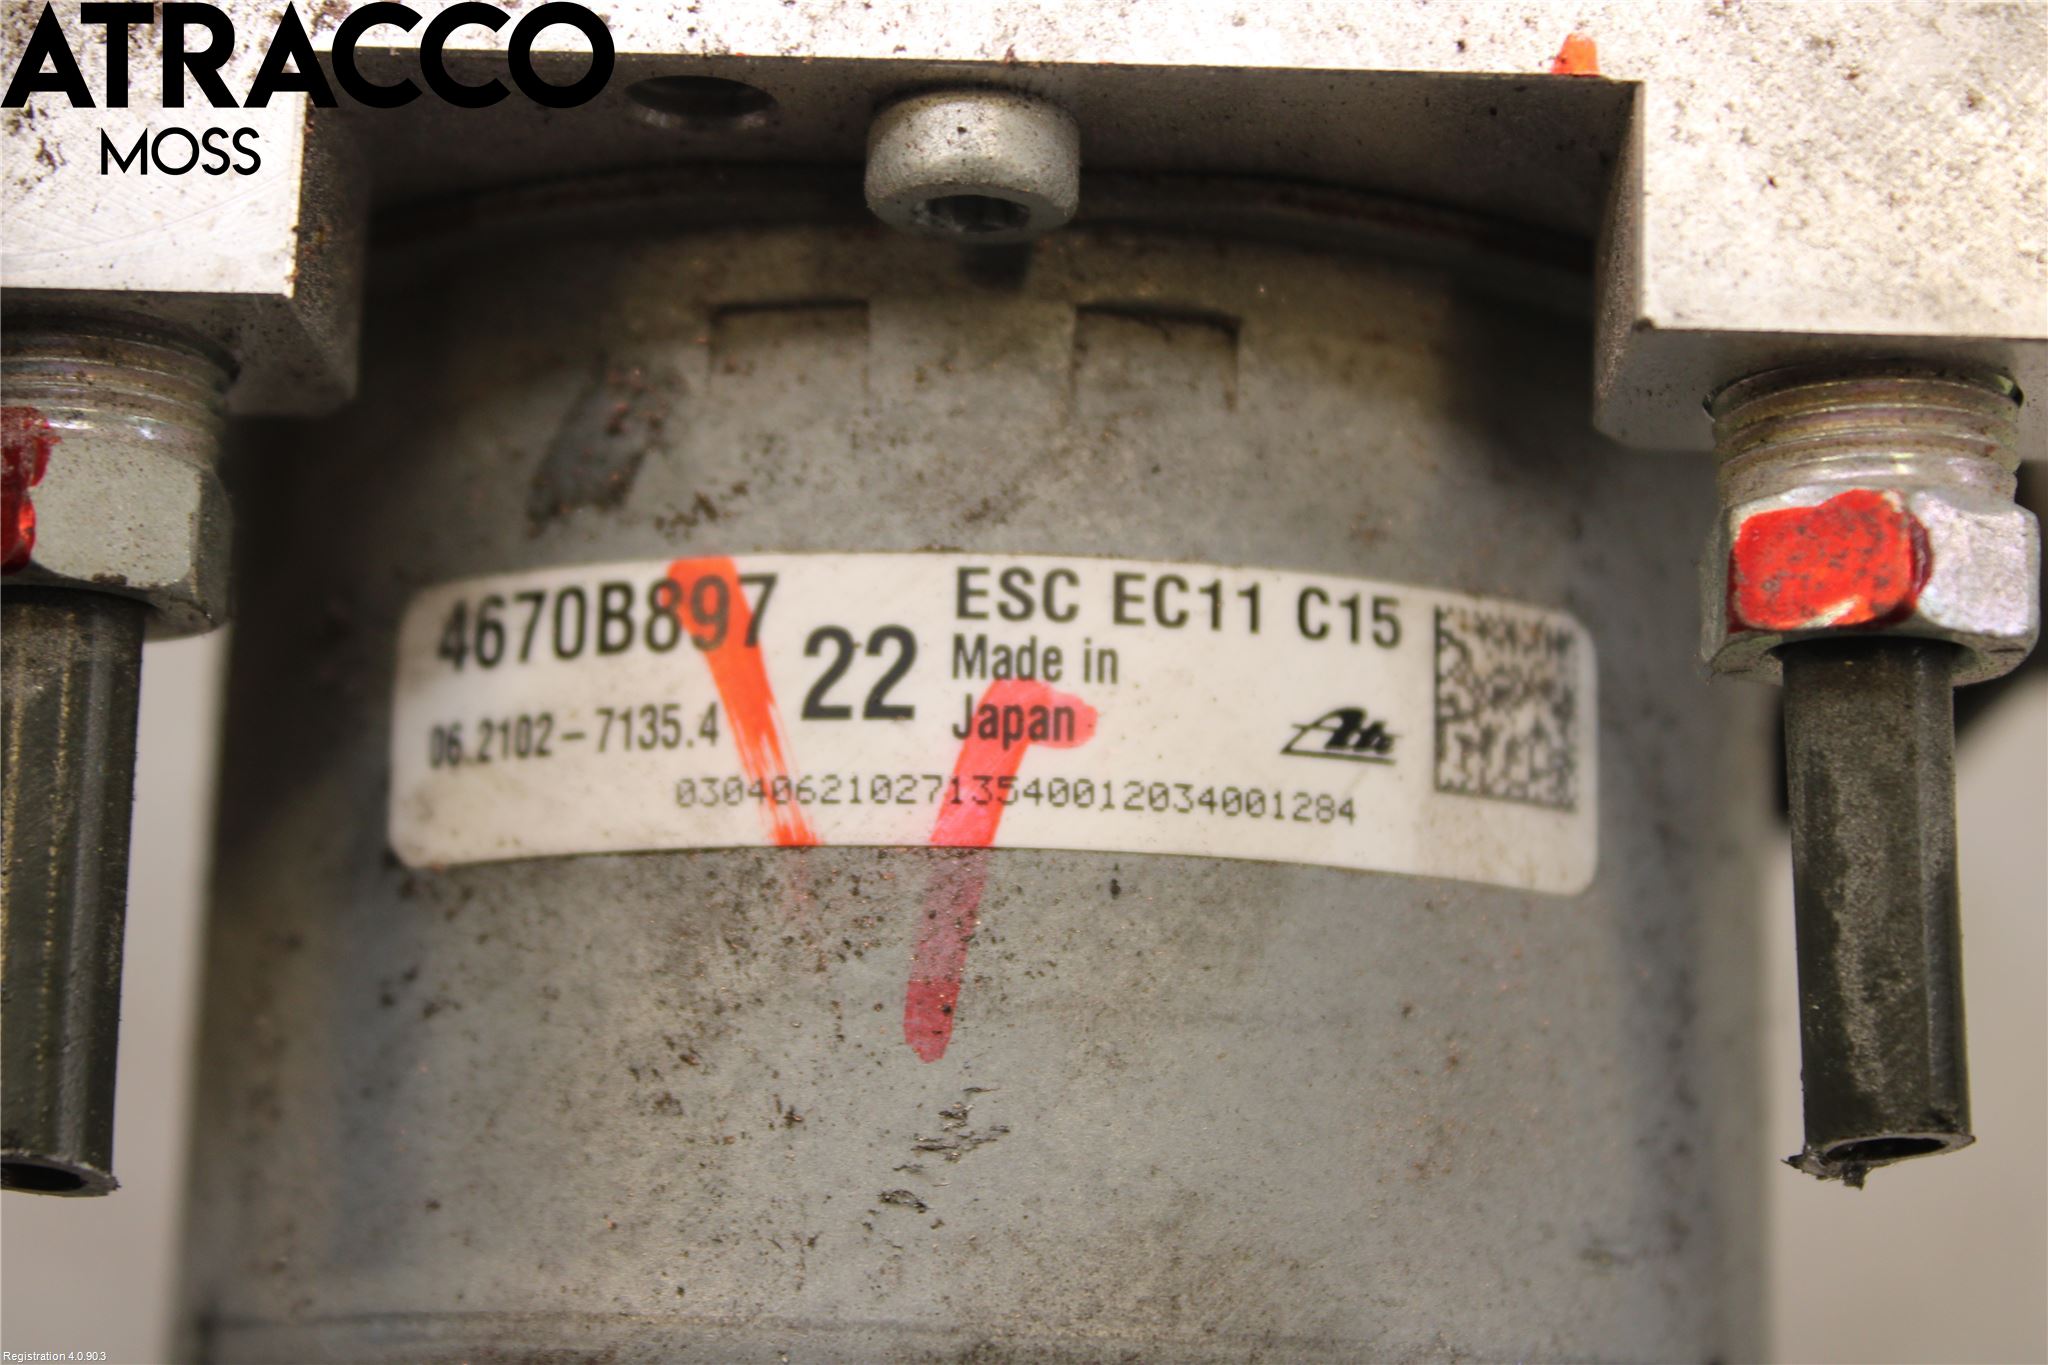 ATRACCO
MOSS
4670B897
22
ESC EC11 C15
Made in
Japan
06.2102-7135.4
Ate
0304062102713540012034001284
Registration 4.0.90.3